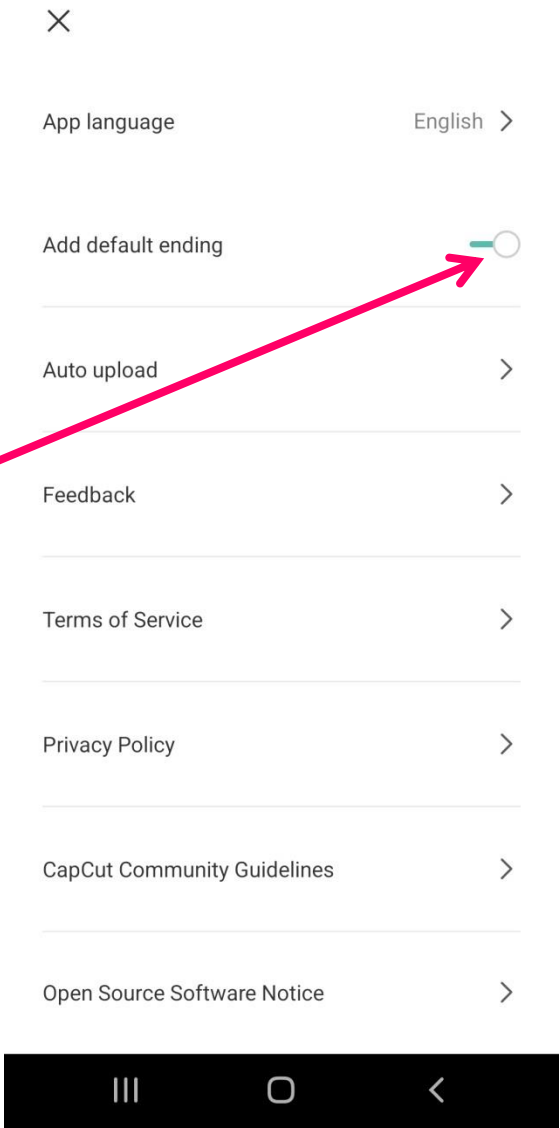 App language English
Add default ending
Auto upload
Feedback
Terms of Service
Privacy Policy
CapCut Community Guidelines
Open Source Software Notice